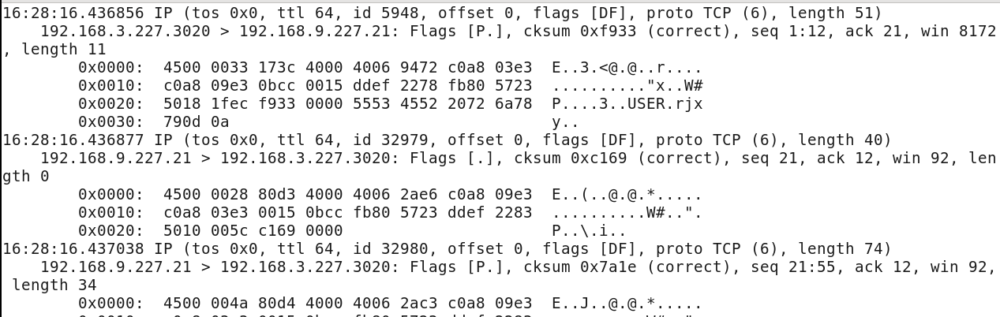 16:28:16.436856 IP (tos 0x0, ttl 64, id 5948, offset 0, flags [DF], proto TCP (6), length 51)
    192.168.3.227.3020 > 192.168.9.227.21: Flags [P.], cksum 0xf933 (correct), seq 1:12, ack 21, win 8172
, length 11
        0x0000:  4500 0033 173c 4000 4006 9472 c0a8 03e3  E..3.<@.@..r....
        0x0010:  c0a8 09e3 0bcc 0015 ddef 2278 fb80 5723  .........."x..W#
        0x0020:  5018 1fec f933 0000 5553 4552 2072 6a78  P....3..USER.rjx
        0x0030:  790d 0a                                  y..
16:28:16.436877 IP (tos 0x0, ttl 64, id 32979, offset 0, flags [DF], proto TCP (6), length 40)
    192.168.9.227.21 > 192.168.3.227.3020: Flags [.], cksum 0xc169 (correct), seq 21, ack 12, win 92, len
gth 0
        0x0000:  4500 0028 80d3 4000 4006 2ae6 c0a8 09e3  E..(..@.@.*.....
        0x0010:  c0a8 03e3 0015 0bcc fb80 5723 ddef 2283  ..........W#..".
        0x0020:  5010 005c c169 0000                      P..\.i..
16:28:16.437038 IP (tos 0x0, ttl 64, id 32980, offset 0, flags [DF], proto TCP (6), length 74)
    192.168.9.227.21 > 192.168.3.227.3020: Flags [P.], cksum 0x7a1e (correct), seq 21:55, ack 12, win 92,
 length 34
        0x0000:  4500 004a 80d4 4000 4006 2ac3 c0a8 09e3  E..J..@.@.*.....